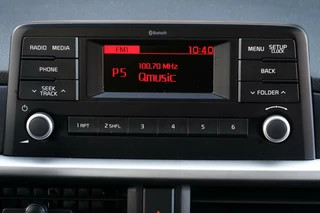 Bluetooth
RADIO MEDIA
FM1 10:40
MENU SETUP
CLOCK
PHONE
100.70 MHz
P5 Qmusic
BACK
SEEK
TRACK
FOLDER
1 RPT 2 SHFL 3 4 5 6